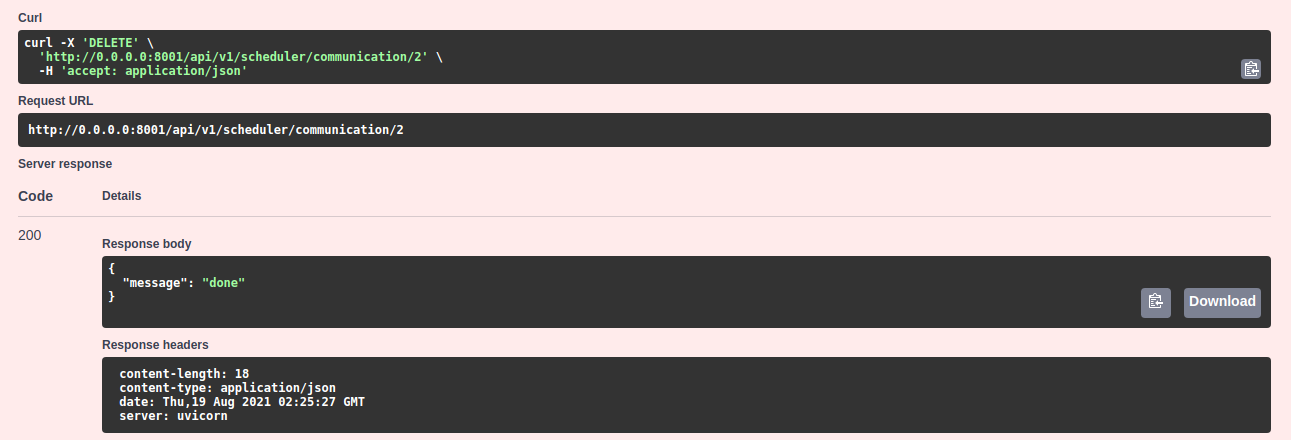 Curl
curl -X 'DELETE' \
  'http://0.0.0.0:8001/api/v1/scheduler/communication/2' \
  -H 'accept: application/json'
Request URL
http://0.0.0.0:8001/api/v1/scheduler/communication/2
Server response
Code Details
200
Response body
{
  "message": "done"
}
Download
Response headers
content-length: 18
content-type: application/json
date: Thu,19 Aug 2021 02:25:27 GMT
server: uvicorn